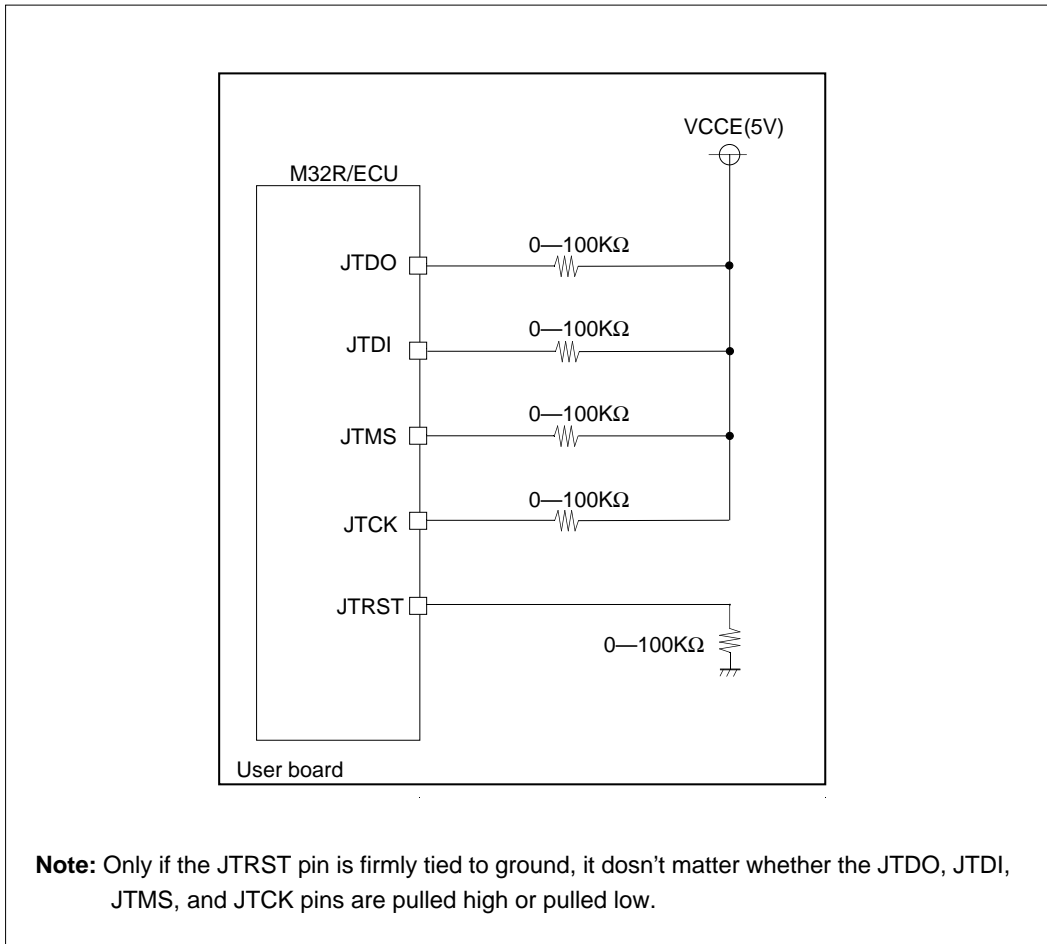 VCCE(5V)
M32R/ECU
0—100KΩ
JTDO
0—100KΩ
JTDI
0—100KΩ
JTMS
0—100KΩ
JTCK
JTRST
0—100KΩ
User board
Note: Only if the JTRST pin is firmly tied to ground, it dosn't matter whether the JTDO, JTDI,
JTMS, and JTCK pins are pulled high or pulled low.